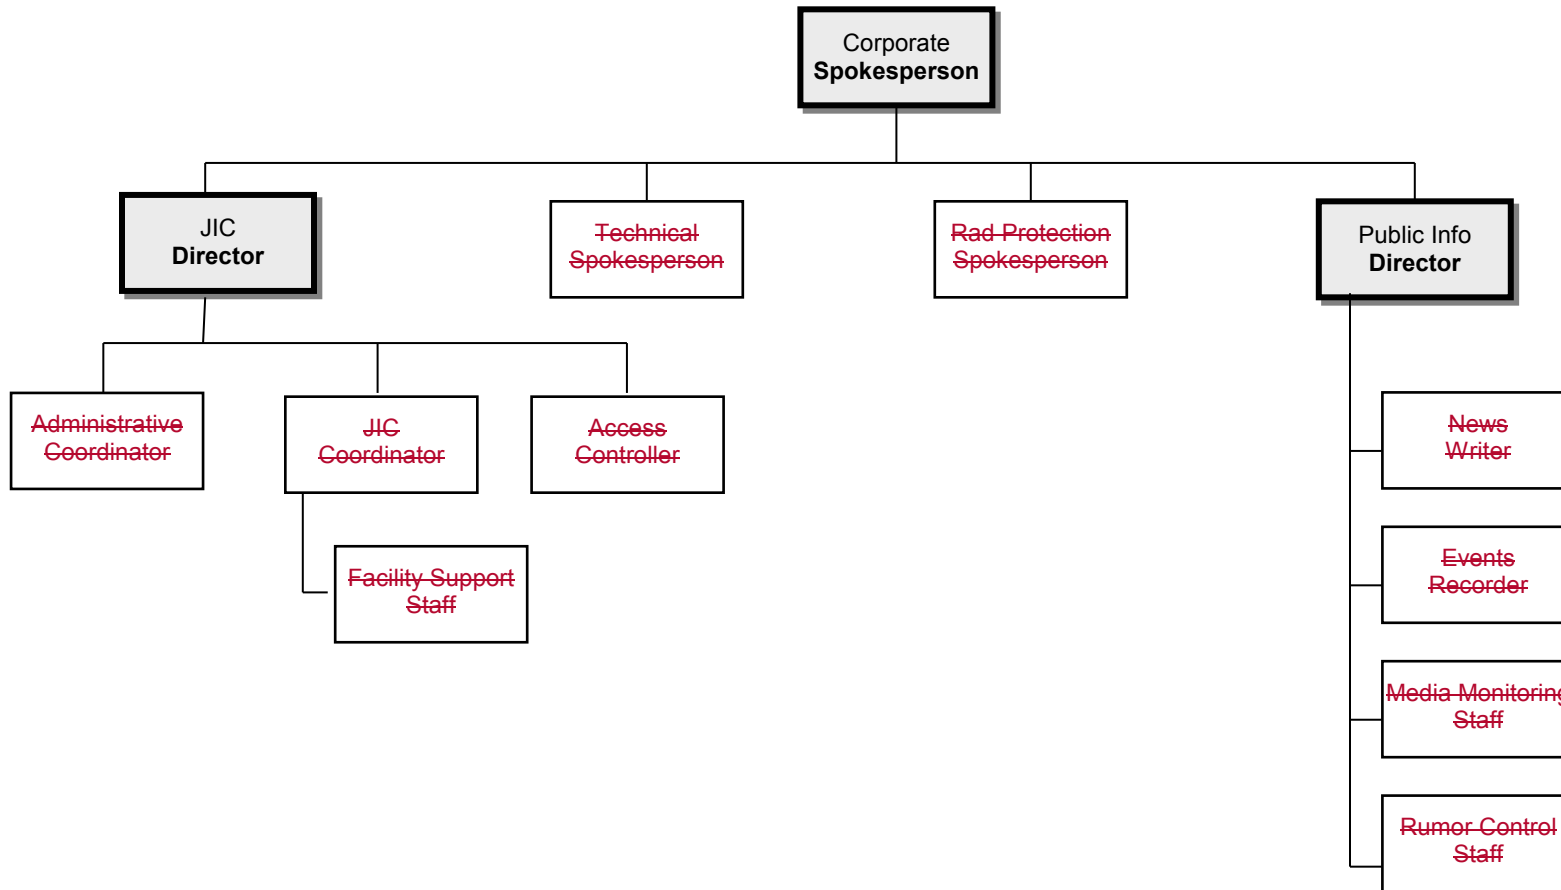 Corporate
Spokesperson
JIC
Director
Technical
Spokesperson
Rad Protection
Spokesperson
Public Info
Director
Administrative
Coordinator
JIC
Coordinator
Access
Controller
News
Writer
Facility Support
Staff
Events
Recorder
Media Monitoring
Staff
Rumor Control
Staff